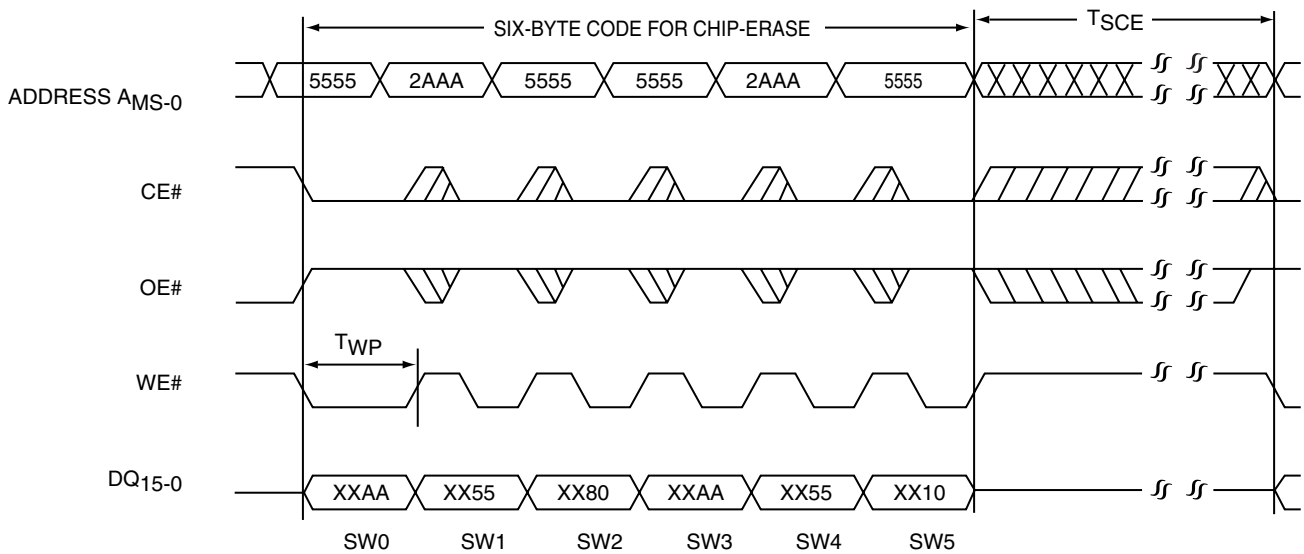 SIX-BYTE CODE FOR CHIP-ERASE
TSCE
ADDRESS AMS-0
5555 2AAA 5555 5555 2AAA 5555
CE#
OE#
TWP
WE#
DQ15-0
XXAA XX55 XX80 XXAA XX55 XX10
SW0 SW1 SW2 SW3 SW4 SW5